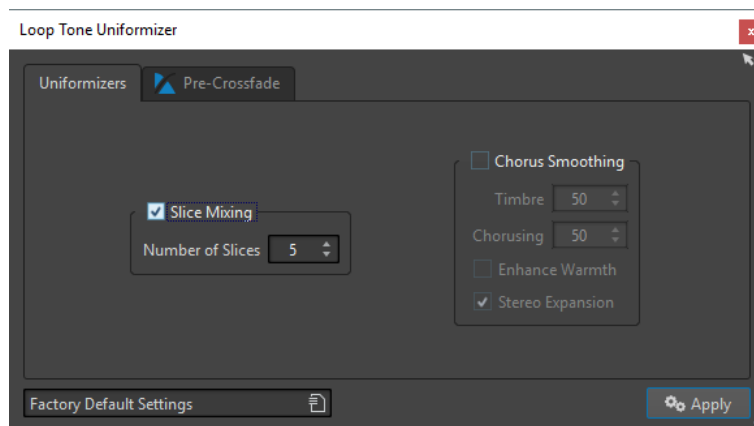 Loop Tone Uniformizer
x
Uniformizers
Pre-Crossfade
Slice Mixing
Number of Slices 5
Chorus Smoothing
Timbre 50
Chorusing 50
Enhance Warmth
Stereo Expansion
Factory Default Settings
Apply